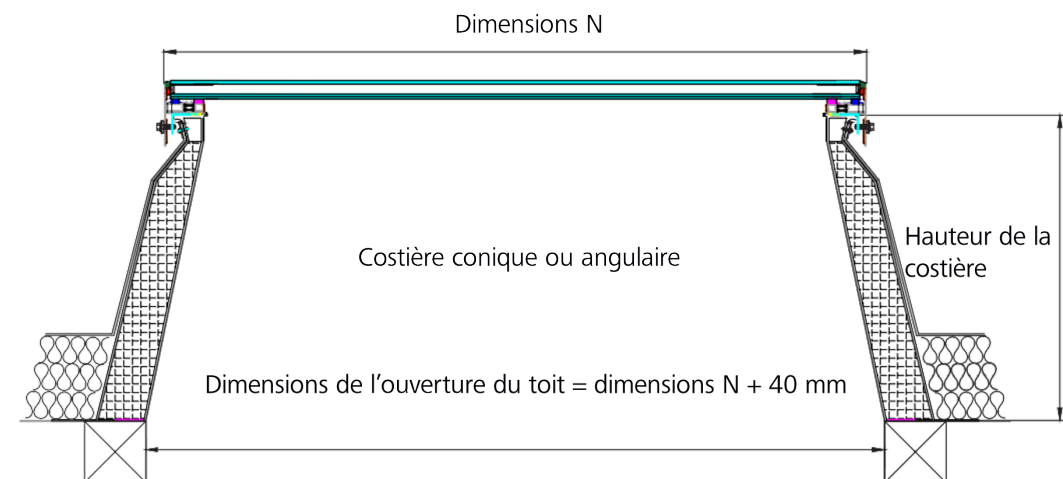 Dimensions N
Costière conique ou angulaire
Hauteur de la
costière
Dimensions de l'ouverture du toit = dimensions N + 40 mm